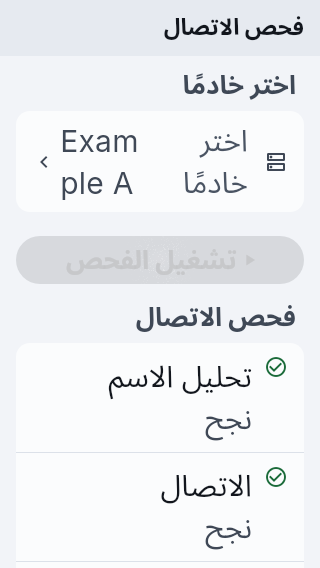 فحص الاتصال
اختر خادمًا
اختر
خادمًا
Exam
ple A
تشغيل الفحص
فحص الاتصال
تحليل الاسم
نجح
الاتصال
نجح